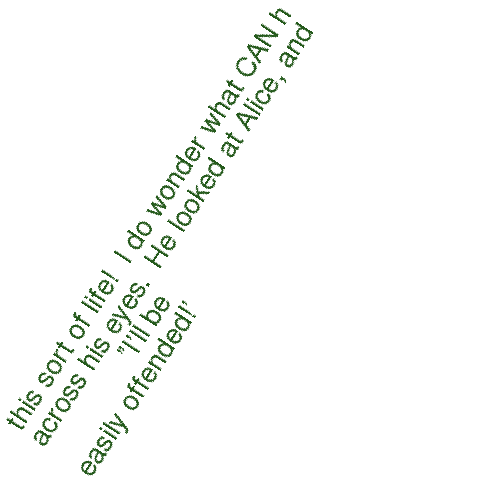 this sort of life!  I do wonder what CAN h
across his eyes.  He looked at Alice, and
"I'll be
easily offended!'